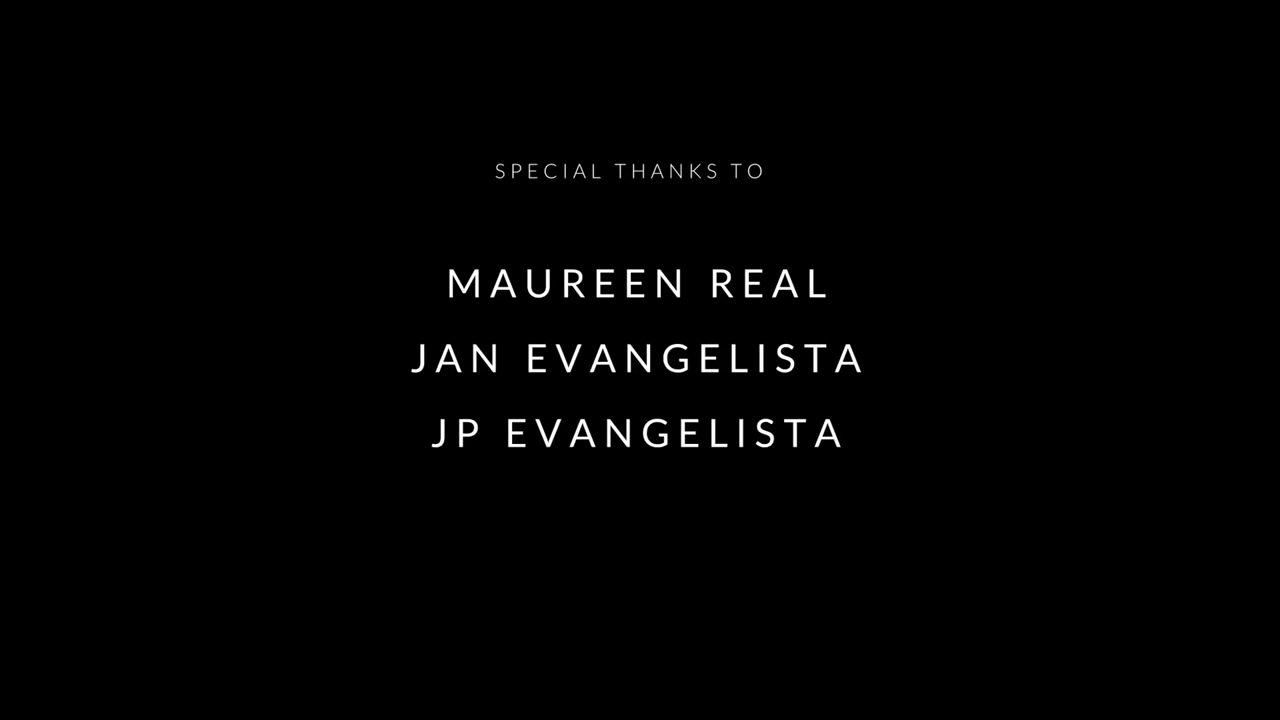 SPECIAL THANKS TO
MAUREEN REAL
JAN EVANGELISTA
JP EVANGELISTA